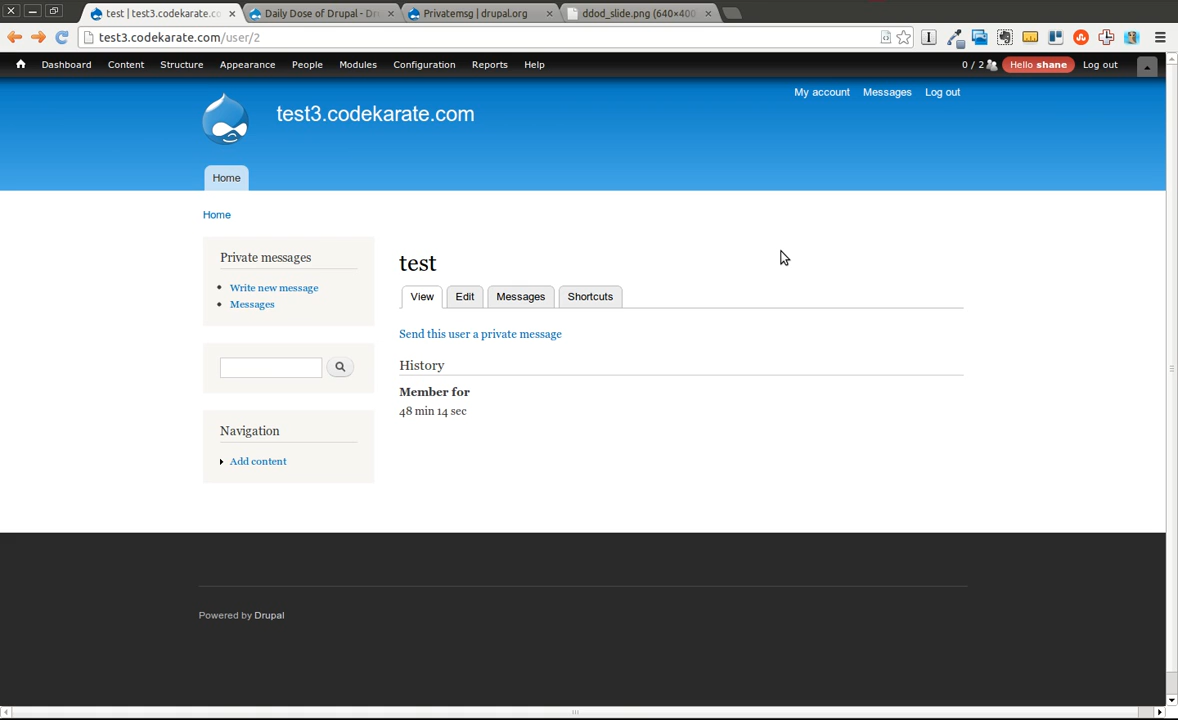 test | test3.codekarate.co
Daily Dose of Drupal - Dr
Privatemsg | drupal.org
ddod_slide.png (640×400
test3.codekarate.com/user/2
Dashboard Content Structure Appearance People Modules Configuration Reports Help 0 / 2 Hello shane Log out
My account Messages Log out
test3.codekarate.com
Home
Home
Private messages
Write new message
Messages
Navigation
Add content
test
View Edit Messages Shortcuts
Send this user a private message
History
Member for
48 min 14 sec
Powered by Drupal